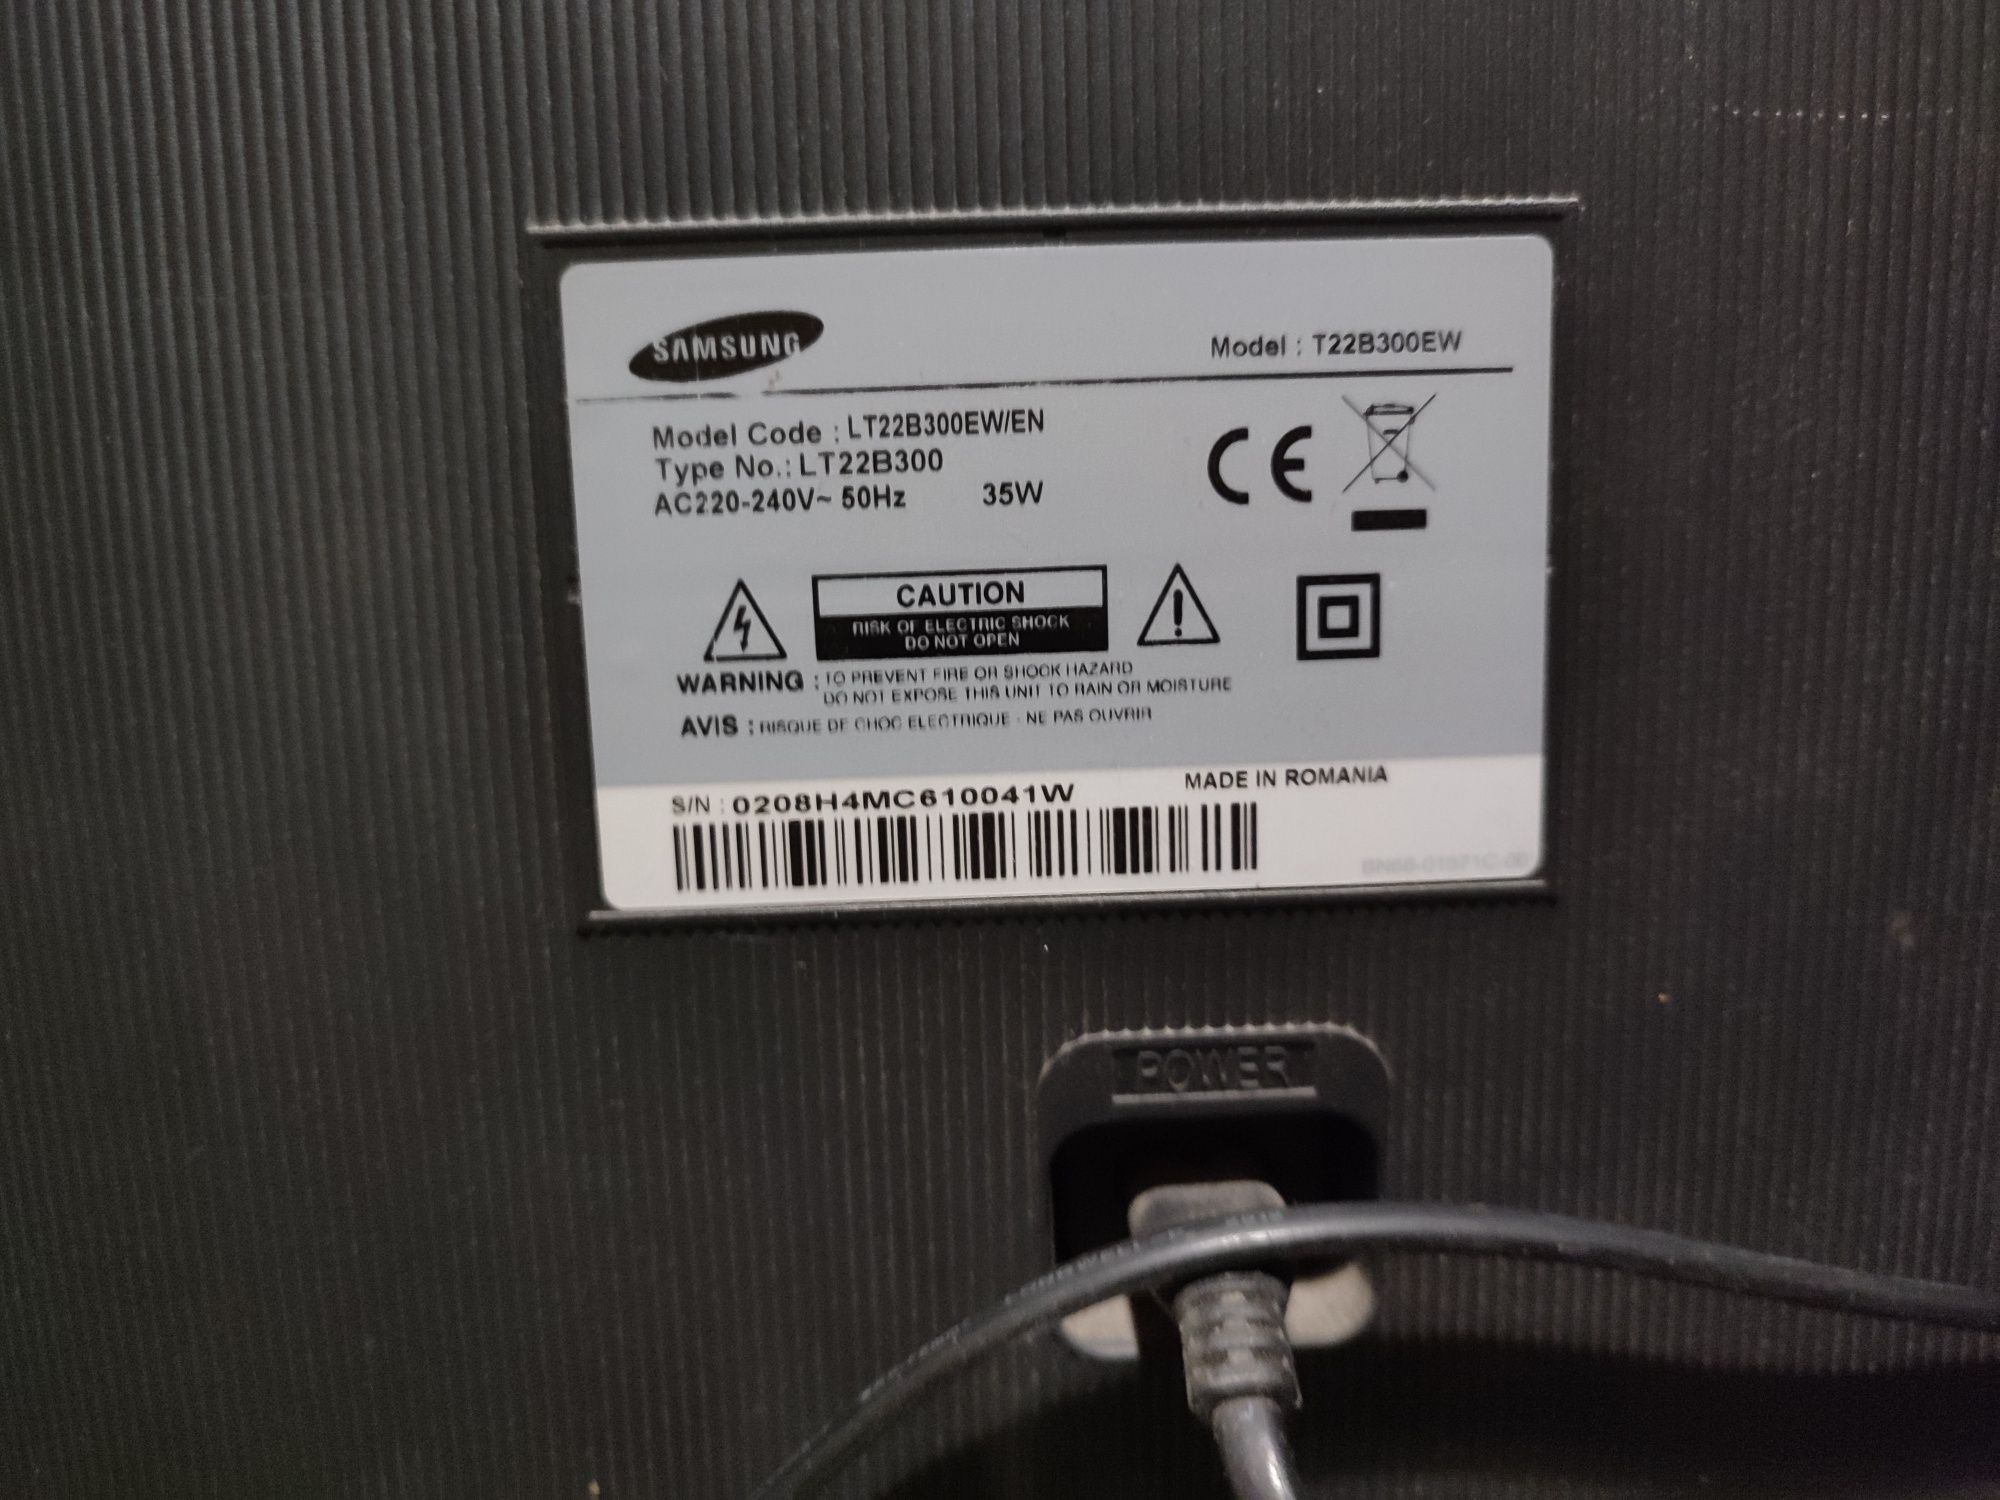 SAMSUNG
Model : T22B300EW
Model Code : LT22B300EW/EN
Type No.: LT22B300
AC220-240V~ 50Hz 35W
CE
CAUTION
RISK OF ELECTRIC SHOCK
DO NOT OPEN
WARNING : TO PREVENT FIRE OR SHOCK HAZARD
DO NOT EXPOSE THIS UNIT TO RAIN OR MOISTURE
AVIS : RISQUE DE CHOC ELECTRIQUE - NE PAS OUVRIR
MADE IN ROMANIA
S/N : 0208H4MC610041W
POWER